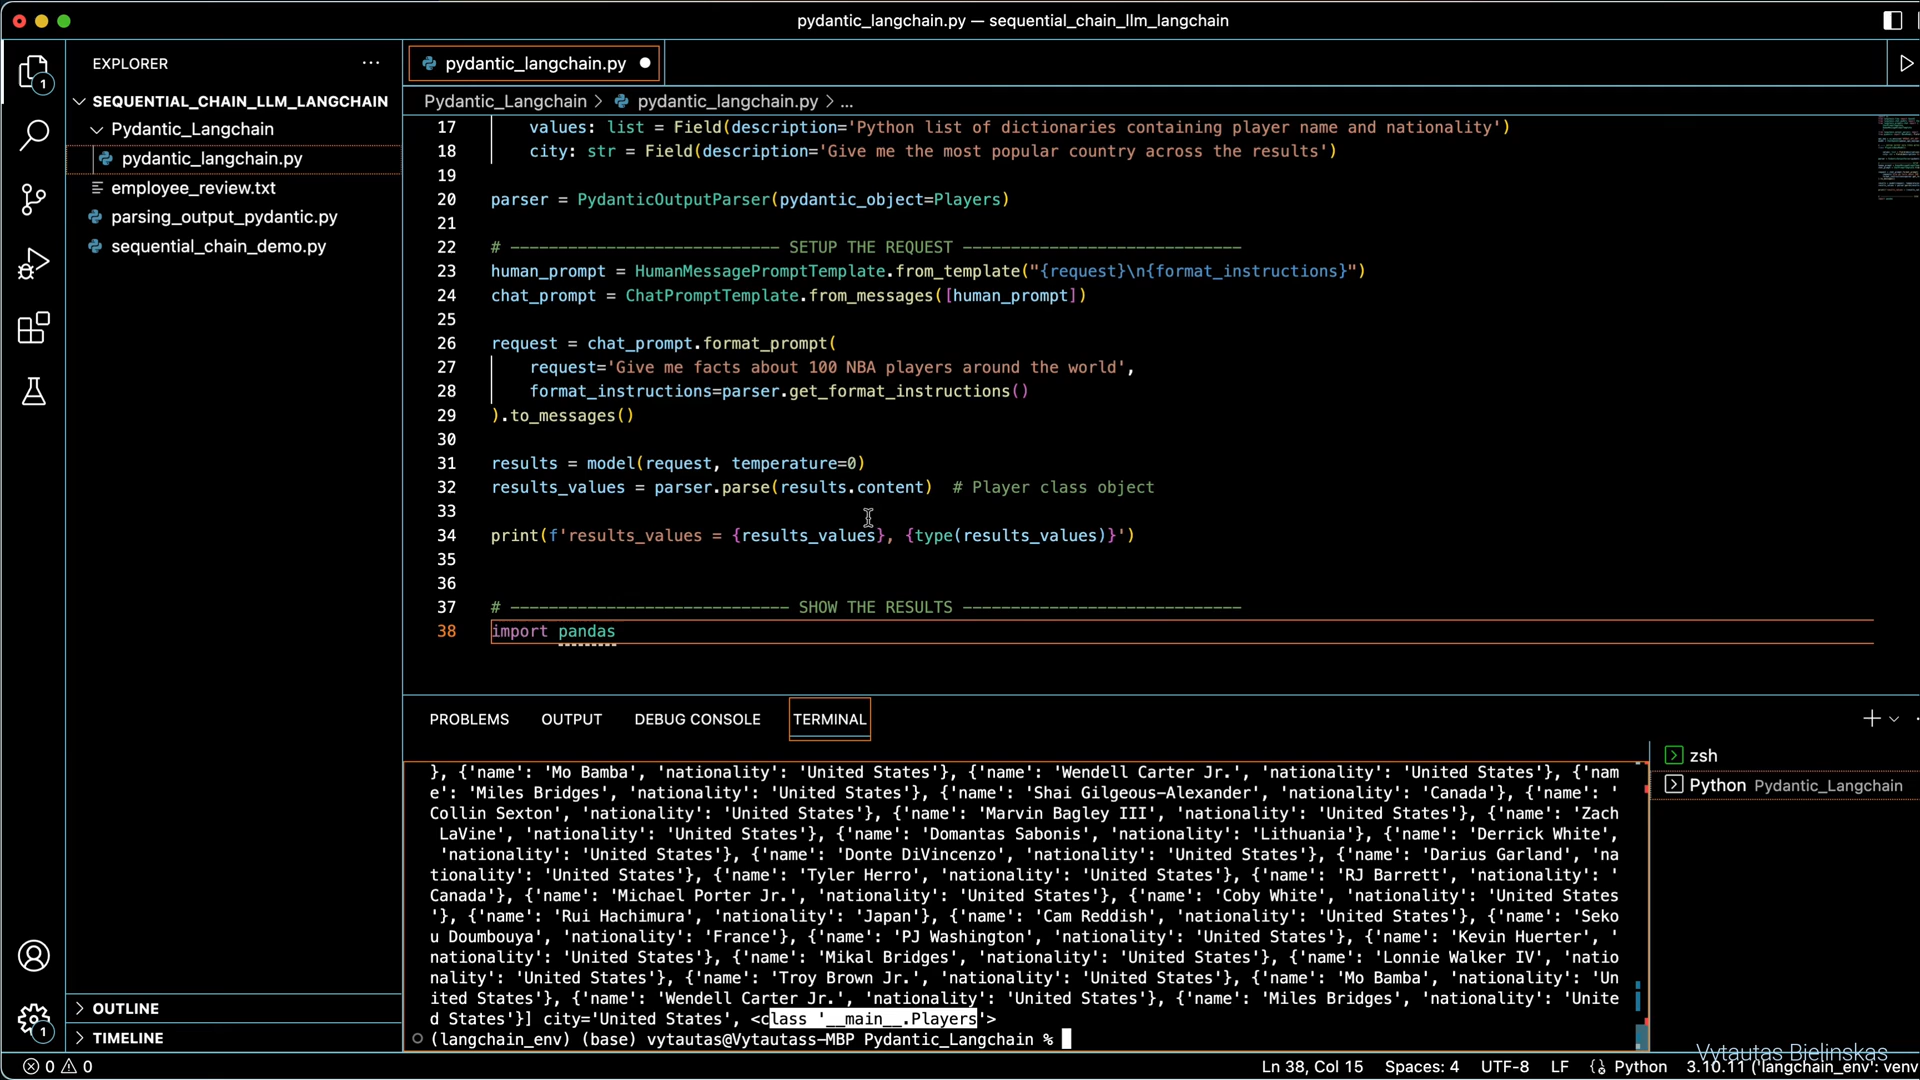 pydantic_langchain.py — sequential_chain_llm_langchain
EXPLORER
SEQUENTIAL_CHAIN_LLM_LANGCHAIN
Pydantic_Langchain
pydantic_langchain.py
employee_review.txt
parsing_output_pydantic.py
sequential_chain_demo.py
OUTLINE
TIMELINE
1
1
pydantic_langchain.py
Pydantic_Langchain > pydantic_langchain.py > ...
17 values: list = Field(description='Python list of dictionaries containing player name and nationality')
18 city: str = Field(description='Give me the most popular country across the results')
19
20 parser = PydanticOutputParser(pydantic_object=Players)
21
22 # ---------------------------- SETUP THE REQUEST -----------------------------
23 human_prompt = HumanMessagePromptTemplate.from_template("{request}\n{format_instructions}")
24 chat_prompt = ChatPromptTemplate.from_messages([human_prompt])
25
26 request = chat_prompt.format_prompt(
27 request='Give me facts about 100 NBA players around the world',
28 format_instructions=parser.get_format_instructions()
29 ).to_messages()
30
31 results = model(request, temperature=0)
32 results_values = parser.parse(results.content)  # Player class object
33
34 print(f'results_values = {results_values}, {type(results_values)}')
35
36
37 # ----------------------------- SHOW THE RESULTS -----------------------------
38 import pandas
PROBLEMS OUTPUT DEBUG CONSOLE TERMINAL
}, {'name': 'Mo Bamba', 'nationality': 'United States'}, {'name': 'Wendell Carter Jr.', 'nationality': 'United States'}, {'nam
e': 'Miles Bridges', 'nationality': 'United States'}, {'name': 'Shai Gilgeous-Alexander', 'nationality': 'Canada'}, {'name': '
Collin Sexton', 'nationality': 'United States'}, {'name': 'Marvin Bagley III', 'nationality': 'United States'}, {'name': 'Zach
 LaVine', 'nationality': 'United States'}, {'name': 'Domantas Sabonis', 'nationality': 'Lithuania'}, {'name': 'Derrick White',
 'nationality': 'United States'}, {'name': 'Donte DiVincenzo', 'nationality': 'United States'}, {'name': 'Darius Garland', 'na
tionality': 'United States'}, {'name': 'Tyler Herro', 'nationality': 'United States'}, {'name': 'RJ Barrett', 'nationality': '
Canada'}, {'name': 'Michael Porter Jr.', 'nationality': 'United States'}, {'name': 'Coby White', 'nationality': 'United States
'}, {'name': 'Rui Hachimura', 'nationality': 'Japan'}, {'name': 'Cam Reddish', 'nationality': 'United States'}, {'name': 'Seko
u Doumbouya', 'nationality': 'France'}, {'name': 'PJ Washington', 'nationality': 'United States'}, {'name': 'Kevin Huerter', '
nationality': 'United States'}, {'name': 'Mikal Bridges', 'nationality': 'United States'}, {'name': 'Lonnie Walker IV', 'natio
nality': 'United States'}, {'name': 'Troy Brown Jr.', 'nationality': 'United States'}, {'name': 'Mo Bamba', 'nationality': 'Un
ited States'}, {'name': 'Wendell Carter Jr.', 'nationality': 'United States'}, {'name': 'Miles Bridges', 'nationality': 'Unite
d States'}] city='United States', <class '__main__.Players'>
(langchain_env) (base) vytautas@Vytautass-MBP Pydantic_Langchain %
zsh
Python Pydantic_Langchain
Vytautas Bielinskas
0 0
Ln 38, Col 15 Spaces: 4 UTF-8 LF Python 3.10.11 ('langchain_env': venv